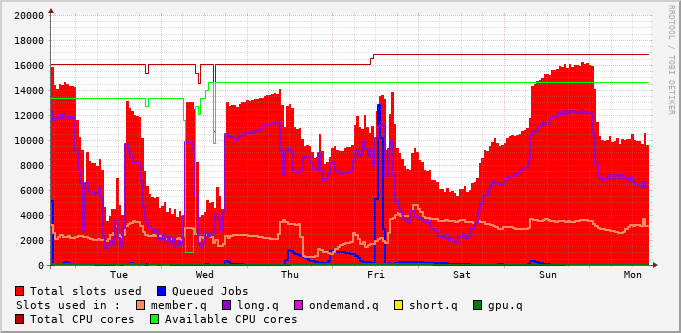 20000
18000
16000
14000
12000
10000
8000
6000
4000
2000
0
Tue Wed Thu Fri Sat Sun Mon
RRDTOOL / TOBI OETIKER
Total slots used Queued Jobs
Slots used in : member.q long.q ondemand.q short.q gpu.q
Total CPU cores Available CPU cores